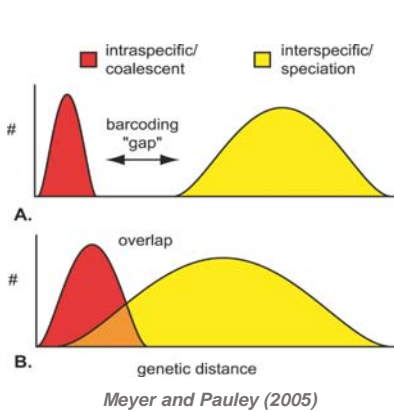 intraspecific/
coalescent
interspecific/
speciation
#
barcoding
"gap"
A.
overlap
#
B.
genetic distance
Meyer and Pauley (2005)